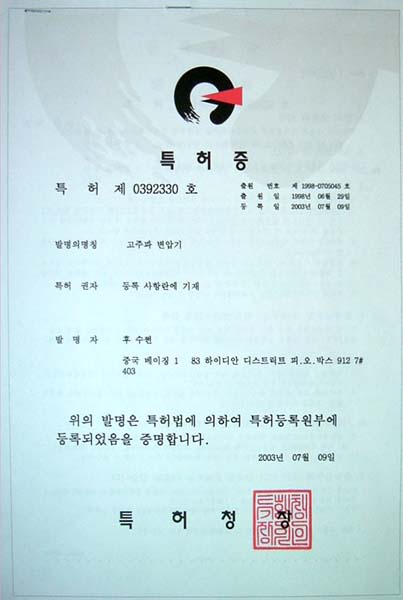 특허증
특 허 제 0392330 호
출원 번호 제 1998-0705045 호
출 원 일 1998년 06월 29일
등 록 일 2003년 07월 09일
발명의명칭 고주파 변압기
특허 권자 등록 사항란에 기재
발 명 자 후 수현
중국 베이징 1 83 하이디안 디스트릭트 피.오.박스 912 7#
403
위의 발명은 특허법에 의하여 특허등록원부에
등록되었음을 증명합니다.
2003년 07월 09일
특 허 청 장